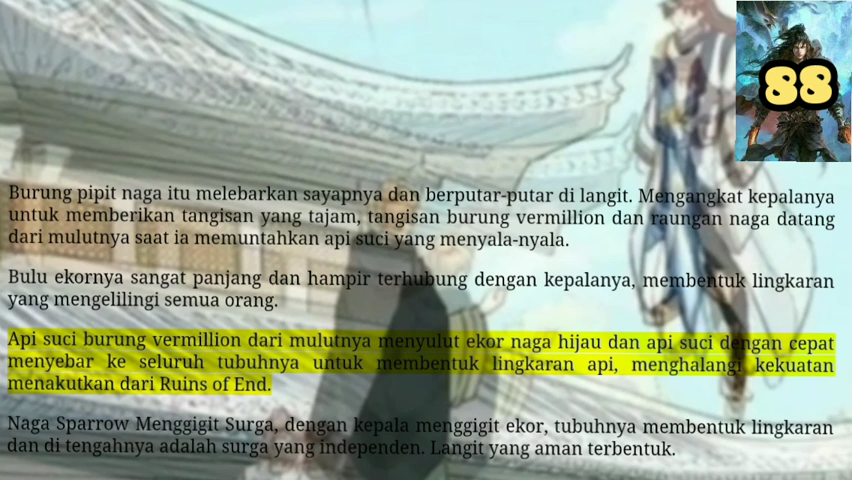 88
Burung pipit naga itu melebarkan sayapnya dan berputar-putar di langit. Mengangkat kepalanya
untuk memberikan tangisan yang tajam, tangisan burung vermillion dan raungan naga datang
dari mulutnya saat ia memuntahkan api suci yang menyala-nyala.
Bulu ekornya sangat panjang dan hampir terhubung dengan kepalanya, membentuk lingkaran
yang mengelilingi semua orang.
Api suci burung vermillion dari mulutnya menyulut ekor naga hijau dan api suci dengan cepat
menyebar ke seluruh tubuhnya untuk membentuk lingkaran api, menghalangi kekuatan
menakutkan dari Ruins of End.
Naga Sparrow Menggigit Surga, dengan kepala menggigit ekor, tubuhnya membentuk lingkaran
dan di tengahnya adalah surga yang independen. Langit yang aman terbentuk.